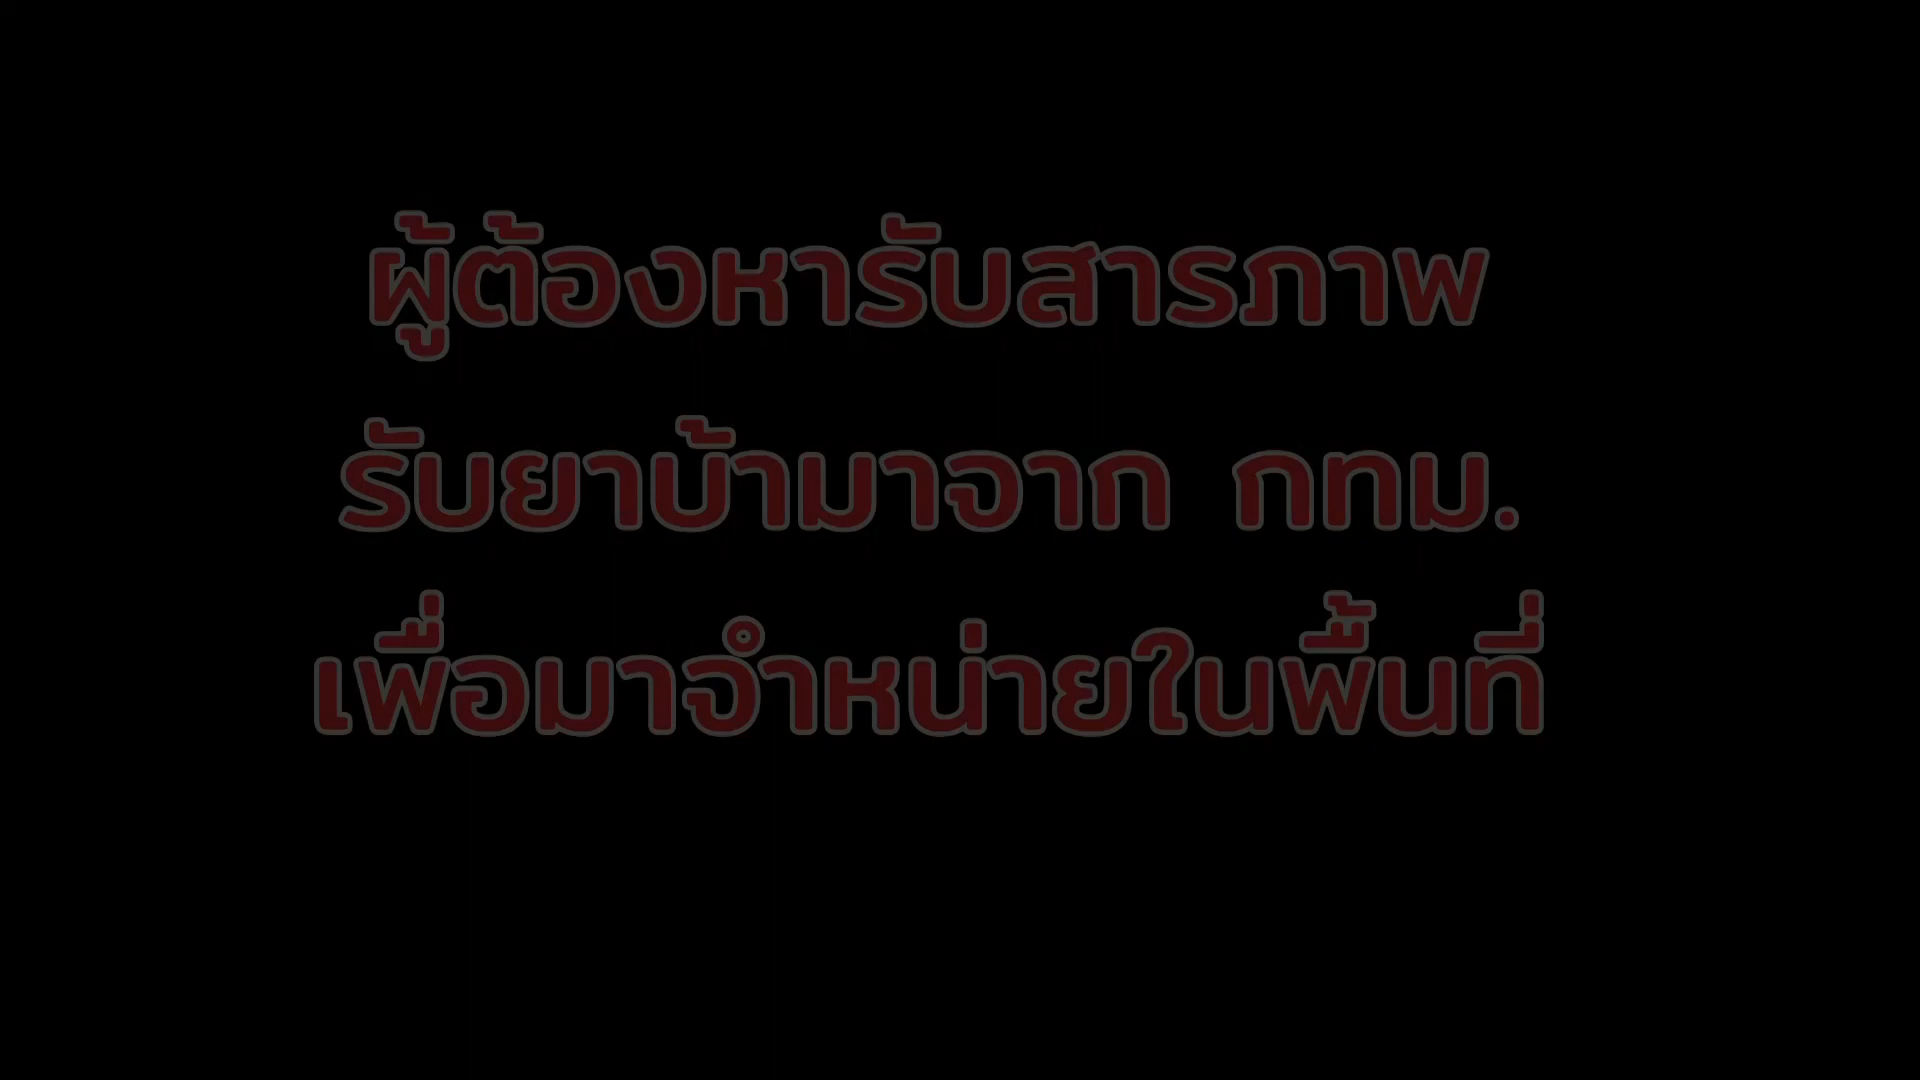 ผู้ต้องหารับสารภาพ
รับยาบ้ามาจาก กทม.
เพื่อมาจำหน่ายในพื้นที่